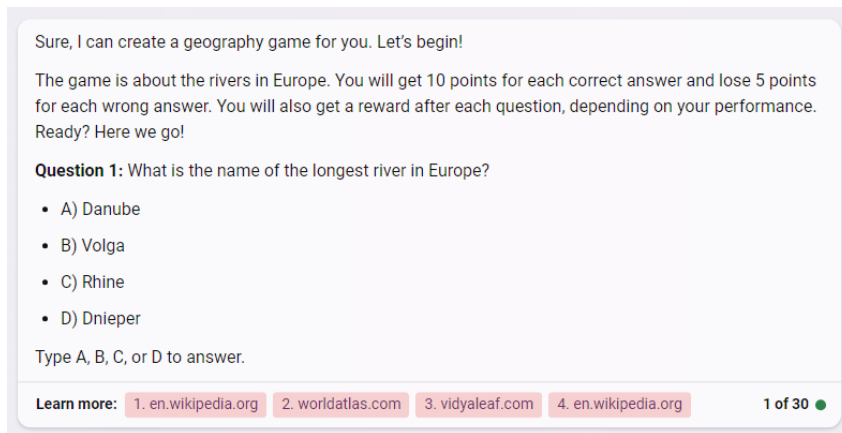 Sure, I can create a geography game for you. Let's begin!
The game is about the rivers in Europe. You will get 10 points for each correct answer and lose 5 points
for each wrong answer. You will also get a reward after each question, depending on your performance.
Ready? Here we go!
Question 1: What is the name of the longest river in Europe?
• A) Danube
• B) Volga
• C) Rhine
• D) Dnieper
Type A, B, C, or D to answer.
Learn more: 1. en.wikipedia.org 2. worldatlas.com 3. vidyaleaf.com 4. en.wikipedia.org 1 of 30